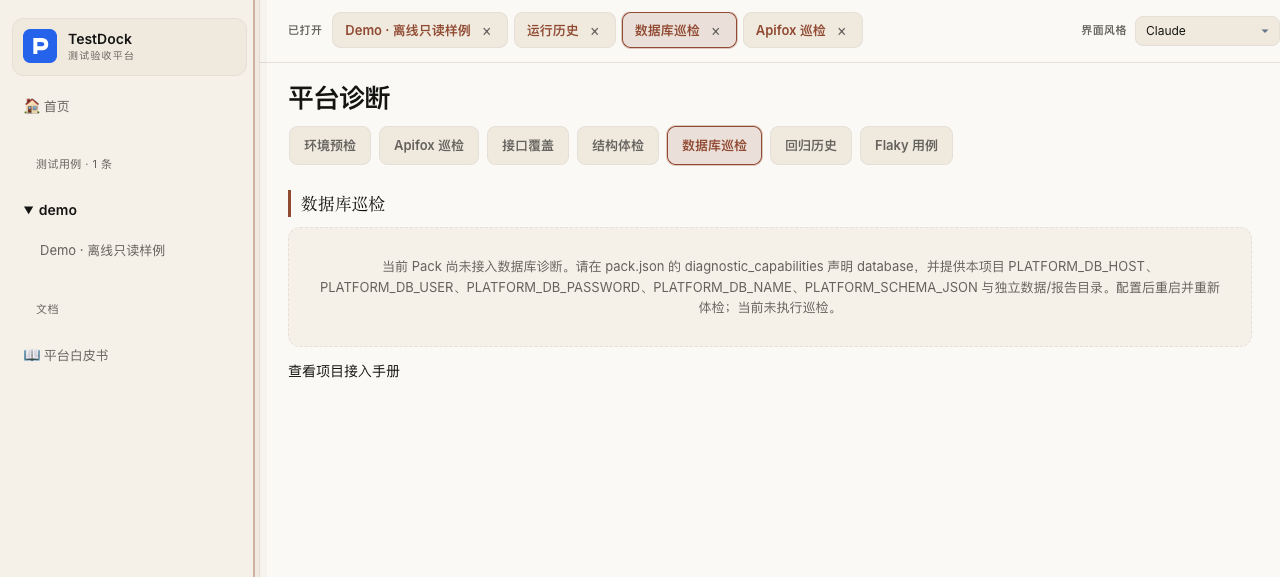 P
TestDock
测试验收平台
首页
测试用例 · 1 条
demo
Demo · 离线只读样例
文档
平台白皮书
已打开
Demo · 离线只读样例 ×
运行历史 ×
数据库巡检 ×
Apifox 巡检 ×
界面风格
Claude
平台诊断
环境预检
Apifox 巡检
接口覆盖
结构体检
数据库巡检
回归历史
Flaky 用例
数据库巡检
当前 Pack 尚未接入数据库诊断。请在 pack.json 的 diagnostic_capabilities 声明 database，并提供本项目 PLATFORM_DB_HOST、
PLATFORM_DB_USER、PLATFORM_DB_PASSWORD、PLATFORM_DB_NAME、PLATFORM_SCHEMA_JSON 与独立数据/报告目录。配置后重启并重新
体检；当前未执行巡检。
查看项目接入手册